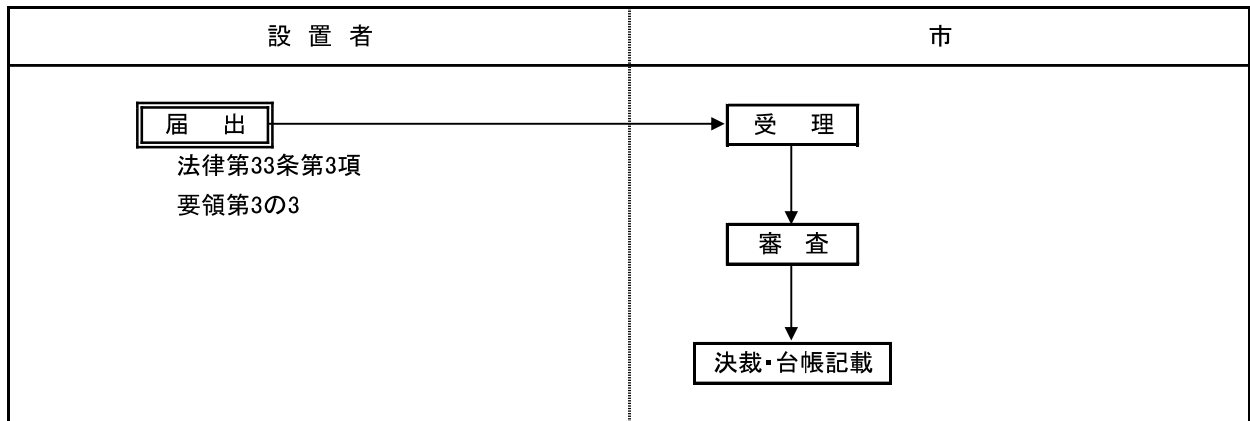 設 置 者
市
届 出
受 理
法律第33条第3項
要領第3の3
審 査
決裁・台帳記載